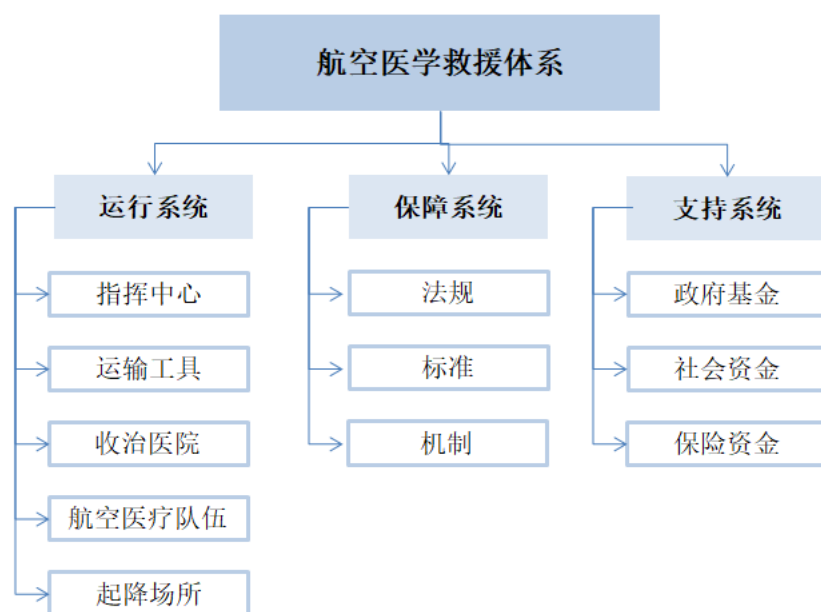 航空医学救援体系
运行系统
保障系统
支持系统
指挥中心
法规
政府基金
运输工具
标准
社会资金
收治医院
机制
保险资金
航空医疗队伍
起降场所